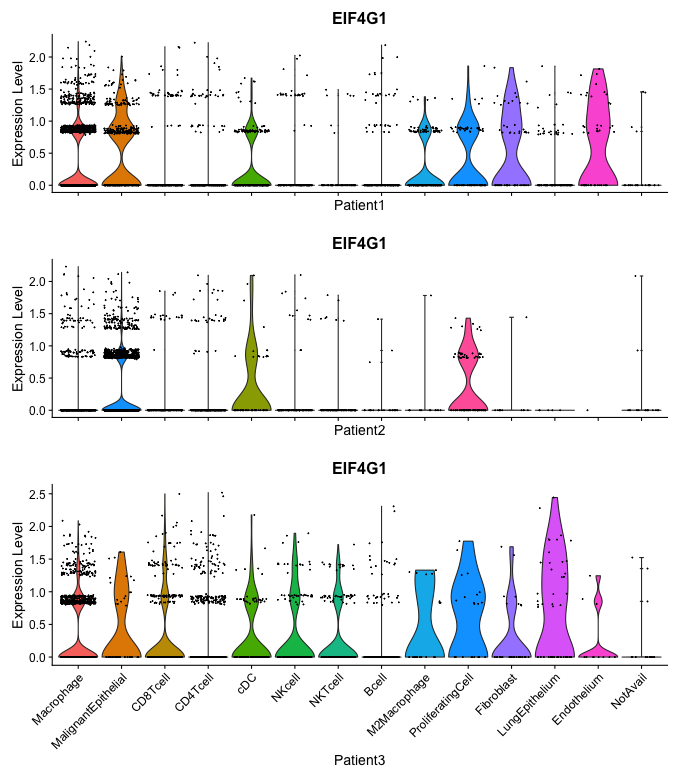 EIF4G1
Expression Level
2.0
1.5
1.0
0.5
0.0
Patient1
EIF4G1
Expression Level
2.0
1.5
1.0
0.5
0.0
Patient2
EIF4G1
Expression Level
2.5
2.0
1.5
1.0
0.5
0.0
Macrophage
MalignantEpithelial
CD8Tcell
CD4Tcell
cDC
NKcell
NKTcell
Bcell
M2Macrophage
ProliferatingCell
Fibroblast
LungEpithelium
Endothelium
NotAvail
Patient3